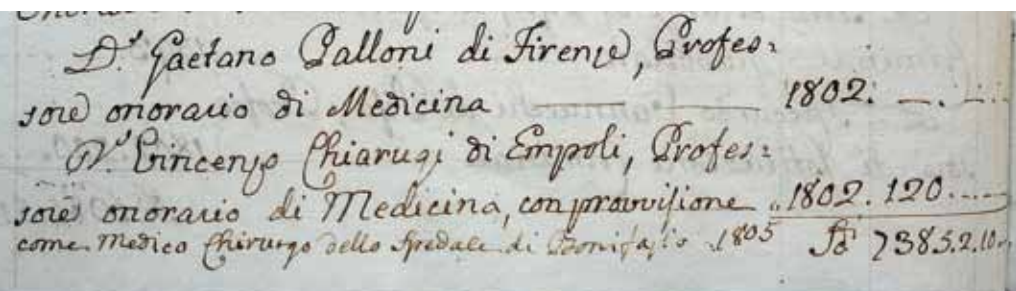 D.r Gaetano Palloni di Firenze, Profes:
sore onorario di Medicina 1802. —. —.
D.r Vincenzo Chiarugi di Empoli, Profes:
sore onorario di Medicina, con provvisione „ 1802. 120. —
come Medico Chirurgo dello Spedale di Bonifazio 1805 7385.2.10.